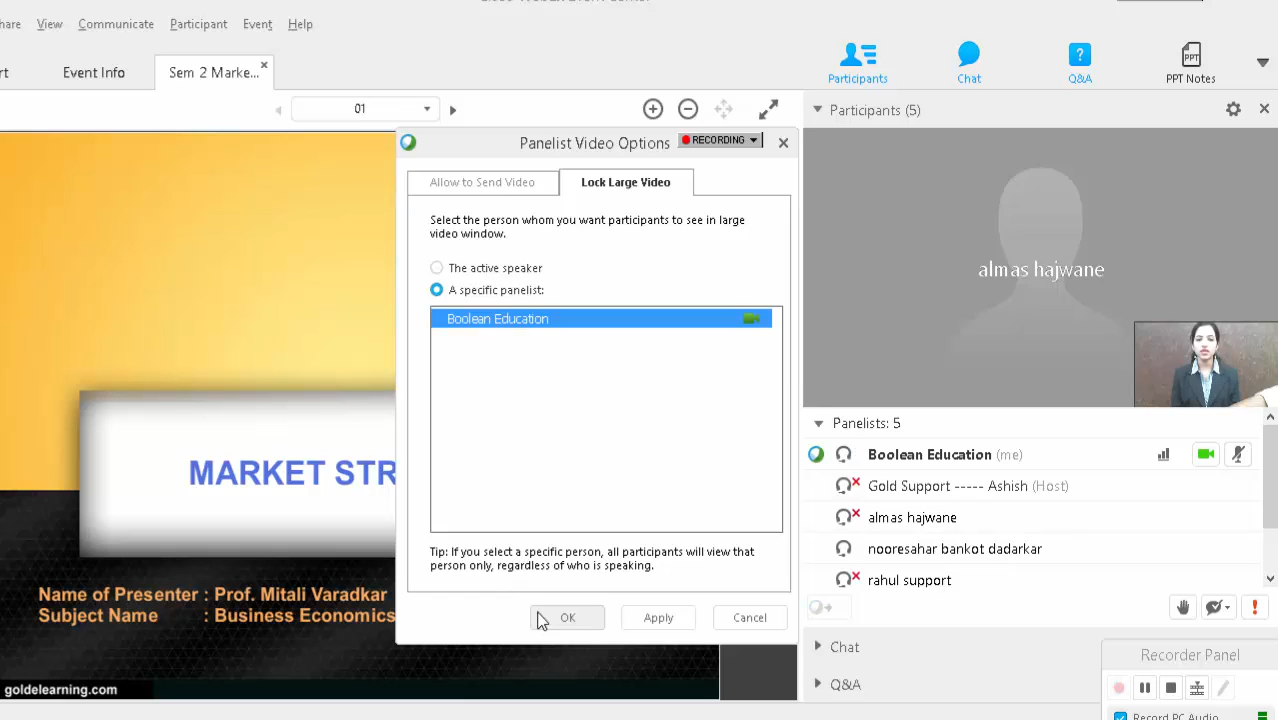 View Communicate Participant Event Help
Event Info
Sem 2 Marke...
Participants
Chat
Q&A
PPT Notes
01
Participants (5)
Panelist Video Options
RECORDING
Allow to Send Video
Lock Large Video
Select the person whom you want participants to see in large
video window.
The active speaker
A specific panelist:
Boolean Education
Tip: If you select a specific person, all participants will view that
person only, regardless of who is speaking.
OK
Apply
Cancel
MARKET STR
Name of Presenter : Prof. Mitali Varadkar
Subject Name : Business Economics
goldelearning.com
almas hajwane
Panelists: 5
Boolean Education (me)
Gold Support ----- Ashish (Host)
almas hajwane
nooresahar bankot dadarkar
rahul support
Chat
Q&A
Recorder Panel
Record PC Audio